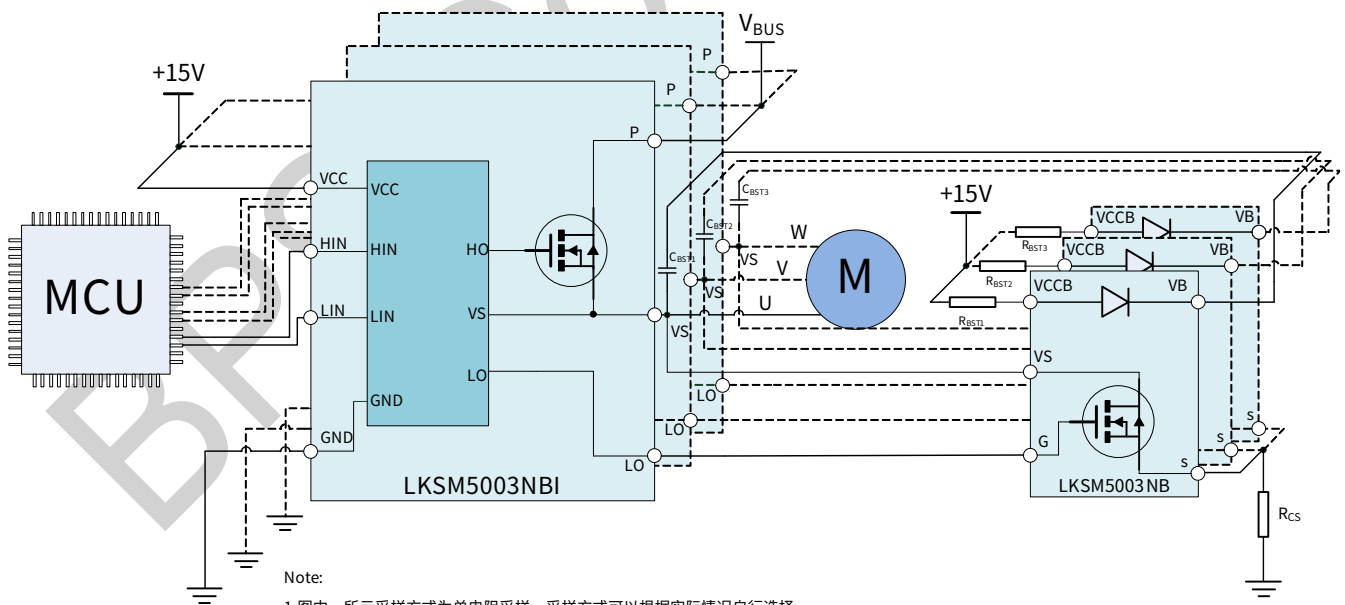 V_BUS
+15V
P
P
P
VCC
VCC
HIN
HIN
HO
LIN
LIN
VS
LO
GND
GND
LO
LO
LO
LKSM5003NBI
MCU
C_BST3
C_BST2
C_BST1
VS
VS
VS
W
V
U
M
+15V
R_BST3
R_BST2
R_BST1
VCCB
VB
VCCB
VB
VCCB
VB
VS
G
s
s
s
LKSM5003NB
R_CS
Note: